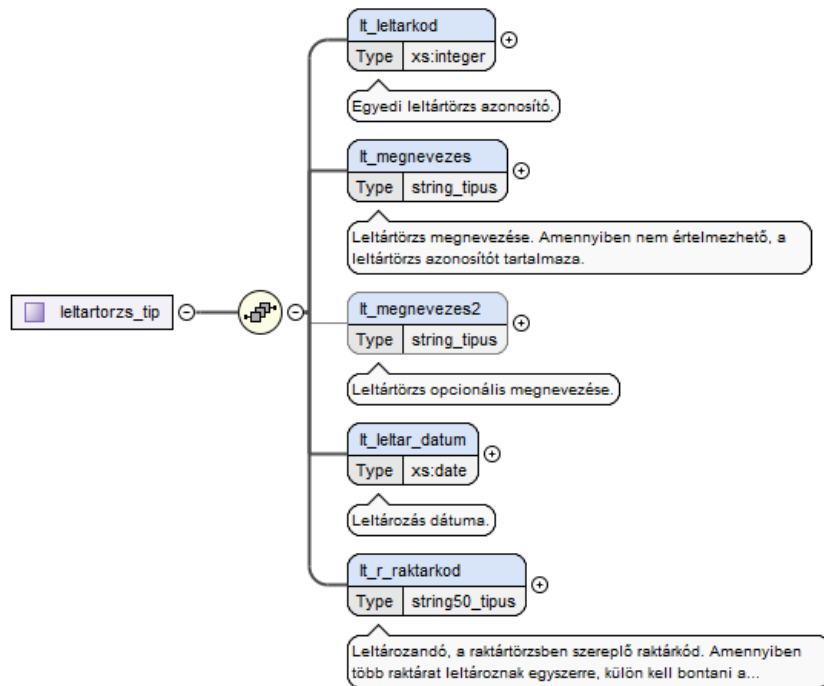 lt_leltarkod
Type xs:integer
Egyedi leltártörzs azonosító.
lt_megnevezes
Type string_tipus
Leltártörzs megnevezése. Amennyiben nem értelmezhető, a
leltártörzs azonosítót tartalmaza.
leltartorzs_tip
lt_megnevezes2
Type string_tipus
Leltártörzs opcionális megnevezése.
lt_leltar_datum
Type xs:date
Leltározás dátuma.
lt_r_raktarkod
Type string50_tipus
Leltározandó, a raktártörzsben szereplő raktárkód. Amennyiben
több raktárat leltároznak egyszerre, külön kell bontani a...